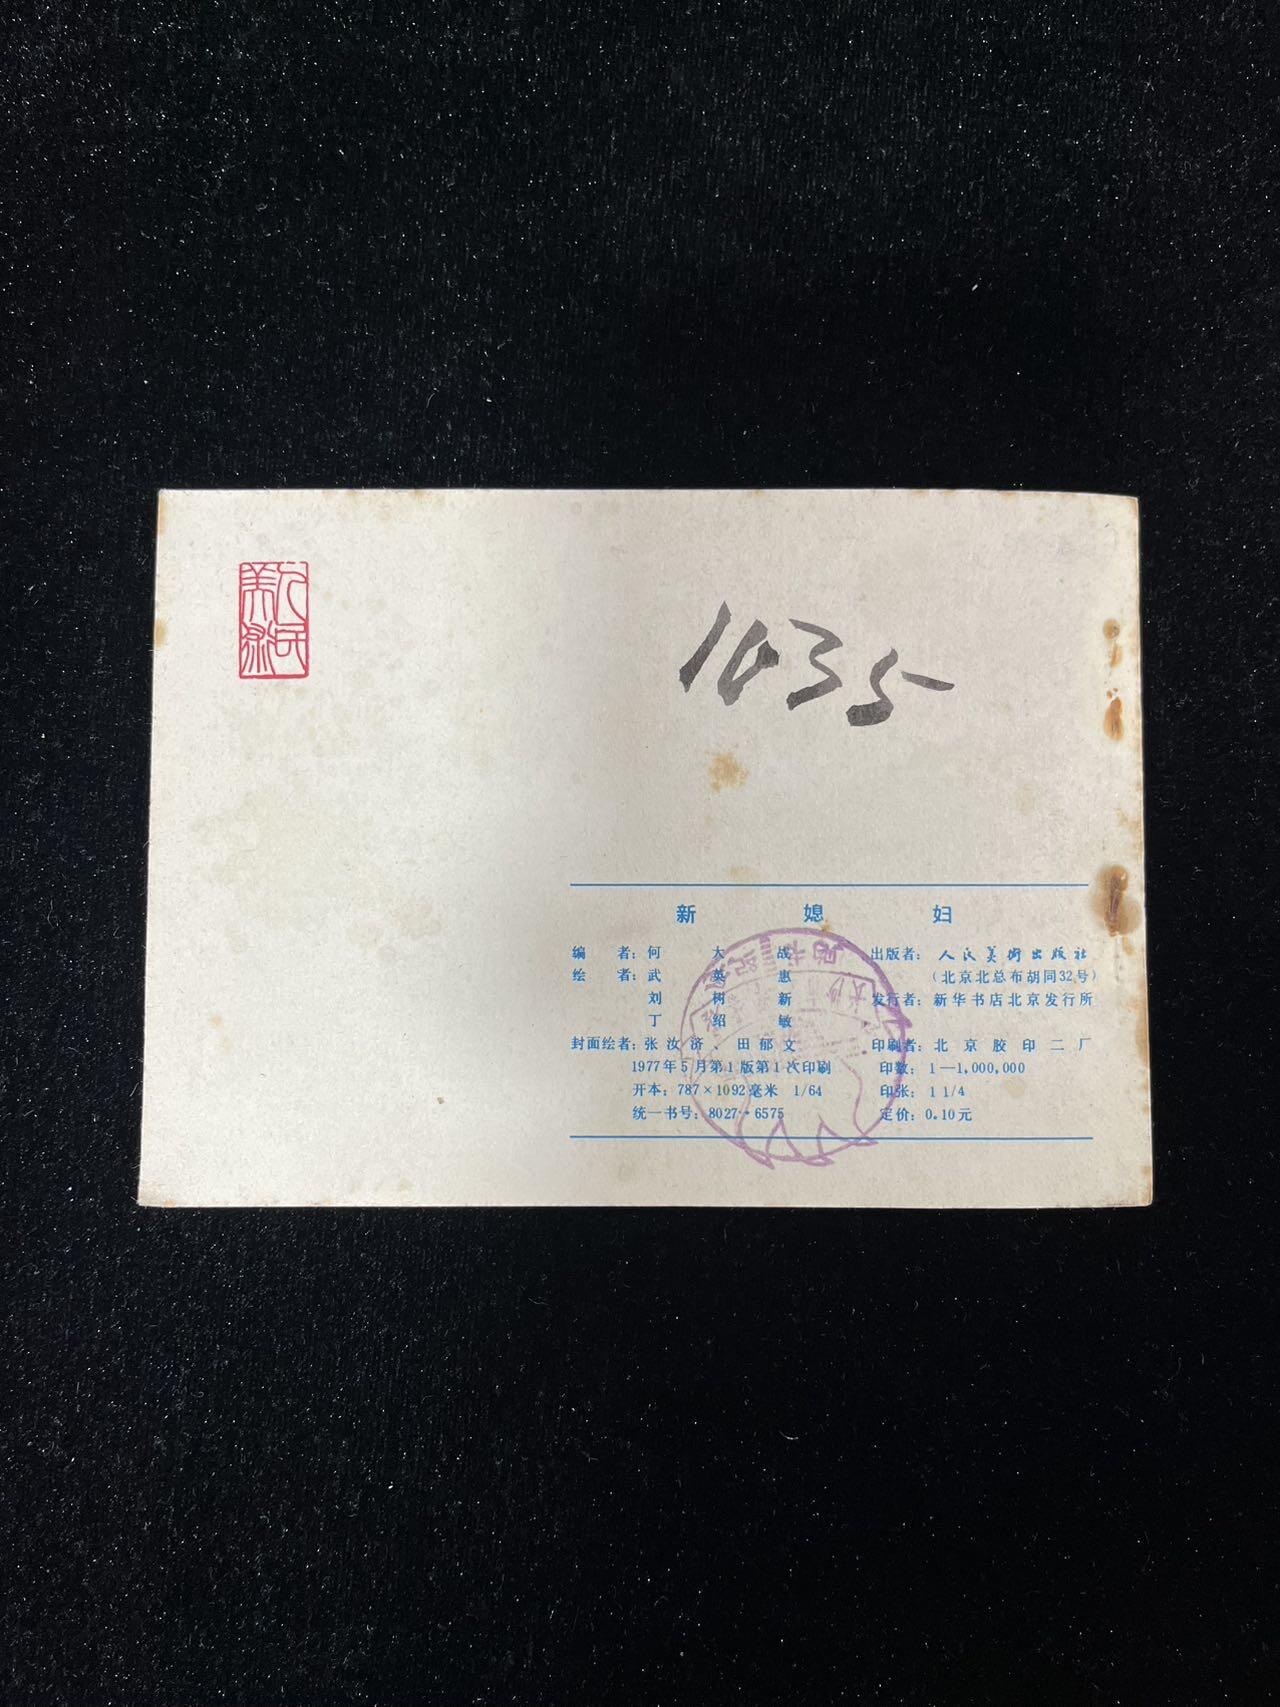 人民美術
1035
新媳妇
编者：何大战
绘者：武英惠
刘树新
丁绍敏
封面绘者：张汝济、田郁文
1977年5月第1版第1次印刷
开本：787×1092毫米 1/64
统一书号：8027·6575
出版者：人民美術出版社
（北京北总布胡同32号）
发行者：新华书店北京发行所
印刷者：北京胶印二厂
印数：1—1,000,000
印张：1 1/4
定价：0.10元